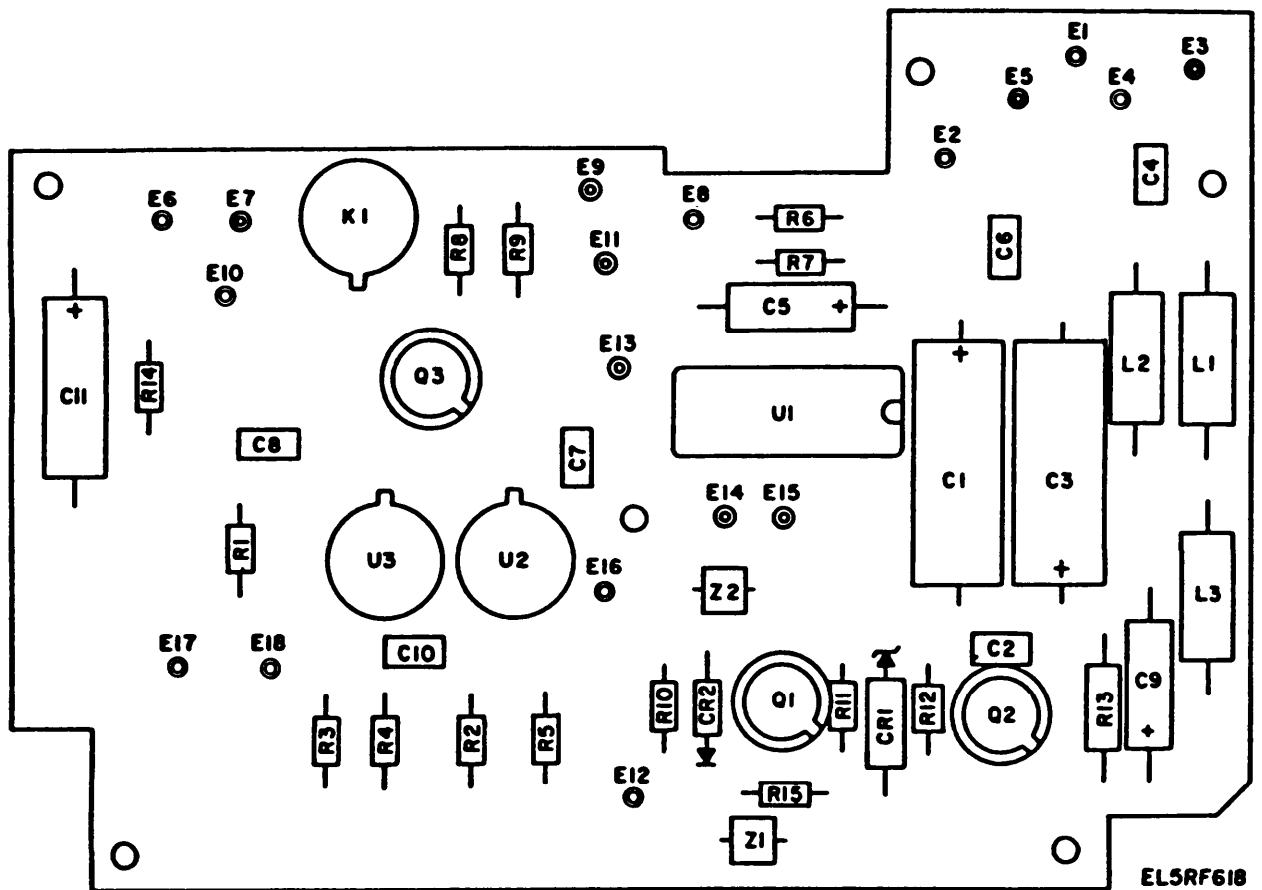 E1
E3
E5
E4
E2
C4
E9
E6
E7
K1
E8
R6
R8
R9
E11
C6
R7
E10
C5
+
+
E13
+
L2
L1
Q3
R14
C11
U1
C8
C7
C1
C3
E14
E15
R1
U3
U2
E16
+
Z2
L3
E17
E18
C10
C2
R10
CR2
Q1
R11
CR1
R12
Q2
R13
C9
+
R3
R4
R2
R5
E12
R15
Z1
EL5RF618